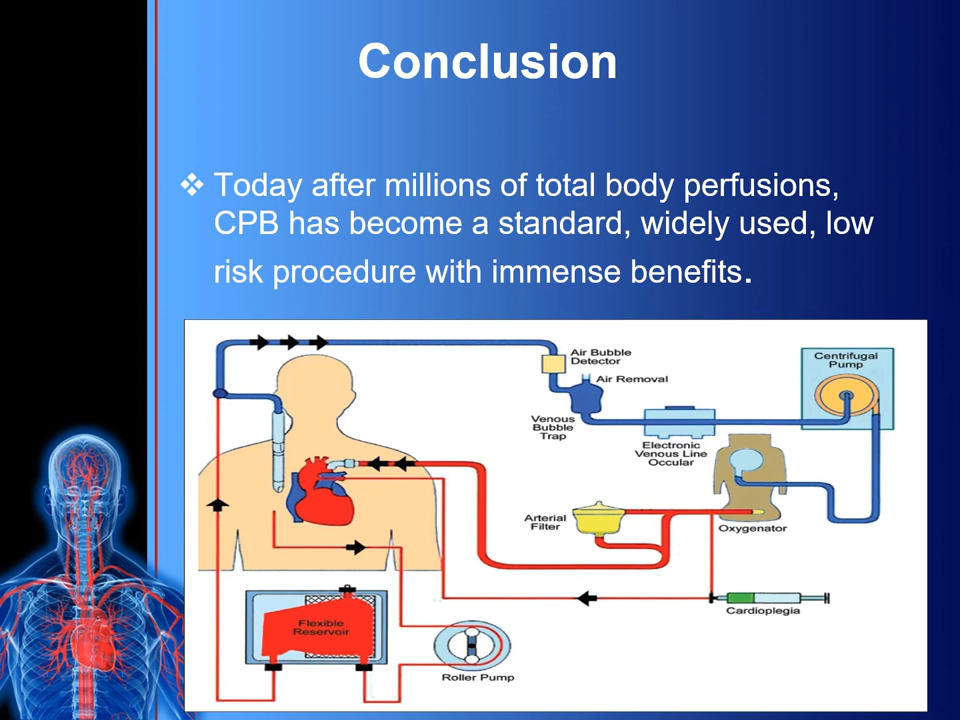 Conclusion
❖ Today after millions of total body perfusions,
CPB has become a standard, widely used, low
risk procedure with immense benefits.
Air Bubble
Detector
Air Removal
Centrifugal
Pump
Venous
Bubble
Trap
Electronic
Venous Line
Occular
Arterial
Filter
Oxygenator
Cardioplegia
Flexible
Reservoir
Roller Pump